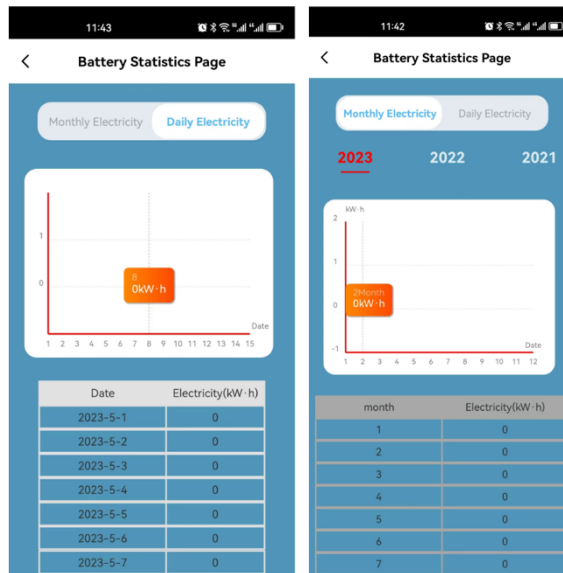 11:43
Battery Statistics Page
Monthly Electricity Daily Electricity
1
0
8
0kW·h
Date
1 2 3 4 5 6 7 8 9 10 11 12 13 14 15
Date Electricity(kW·h)
2023-5-1 0
2023-5-2 0
2023-5-3 0
2023-5-4 0
2023-5-5 0
2023-5-6 0
2023-5-7 0
11:42
Battery Statistics Page
Monthly Electricity Daily Electricity
2023 2022 2021
kW·h
2
1
2Month
0kW·h
0
Date
-1
1 2 3 4 5 6 7 8 9 10 11 12
month Electricity(kW·h)
1 0
2 0
3 0
4 0
5 0
6 0
7 0